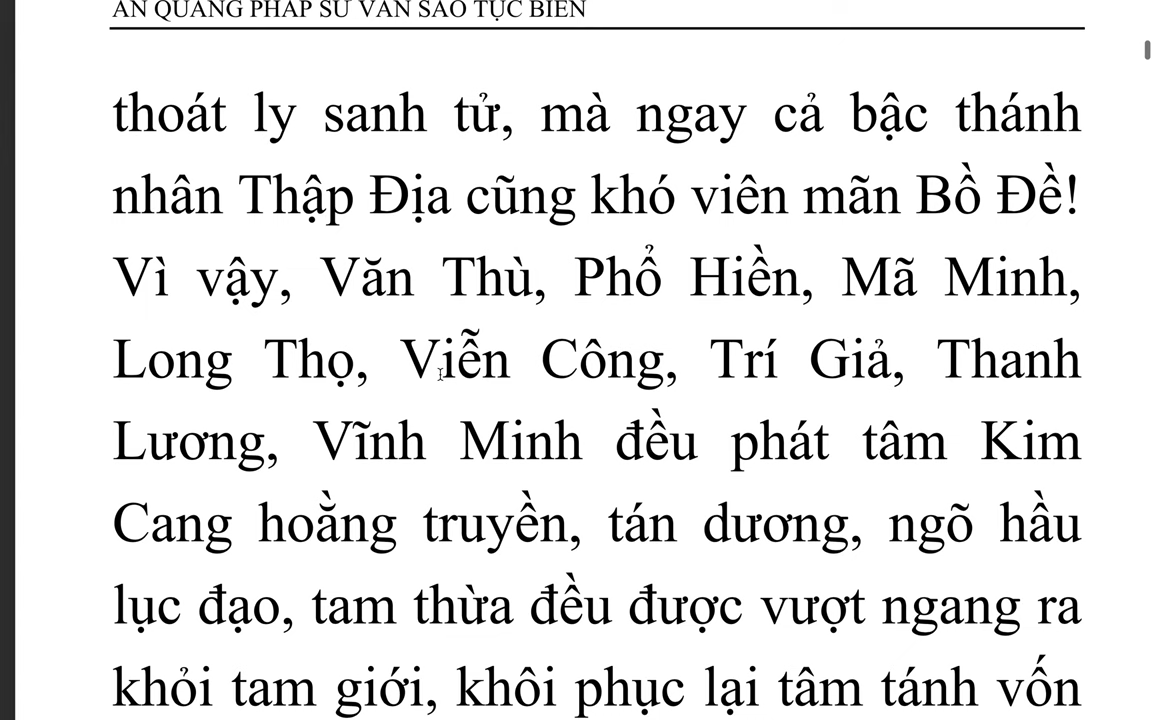 ẤN QUANG PHÁP SƯ VĂN SAO TỤC BIÊN
thoát ly sanh tử, mà ngay cả bậc thánh
nhân Thập Địa cũng khó viên mãn Bồ Đề!
Vì vậy, Văn Thù, Phổ Hiền, Mã Minh,
Long Thọ, Viễn Công, Trí Giả, Thanh
Lương, Vĩnh Minh đều phát tâm Kim
Cang hoằng truyền, tán dương, ngõ hầu
lục đạo, tam thừa đều được vượt ngang ra
khỏi tam giới, khôi phục lại tâm tánh vốn